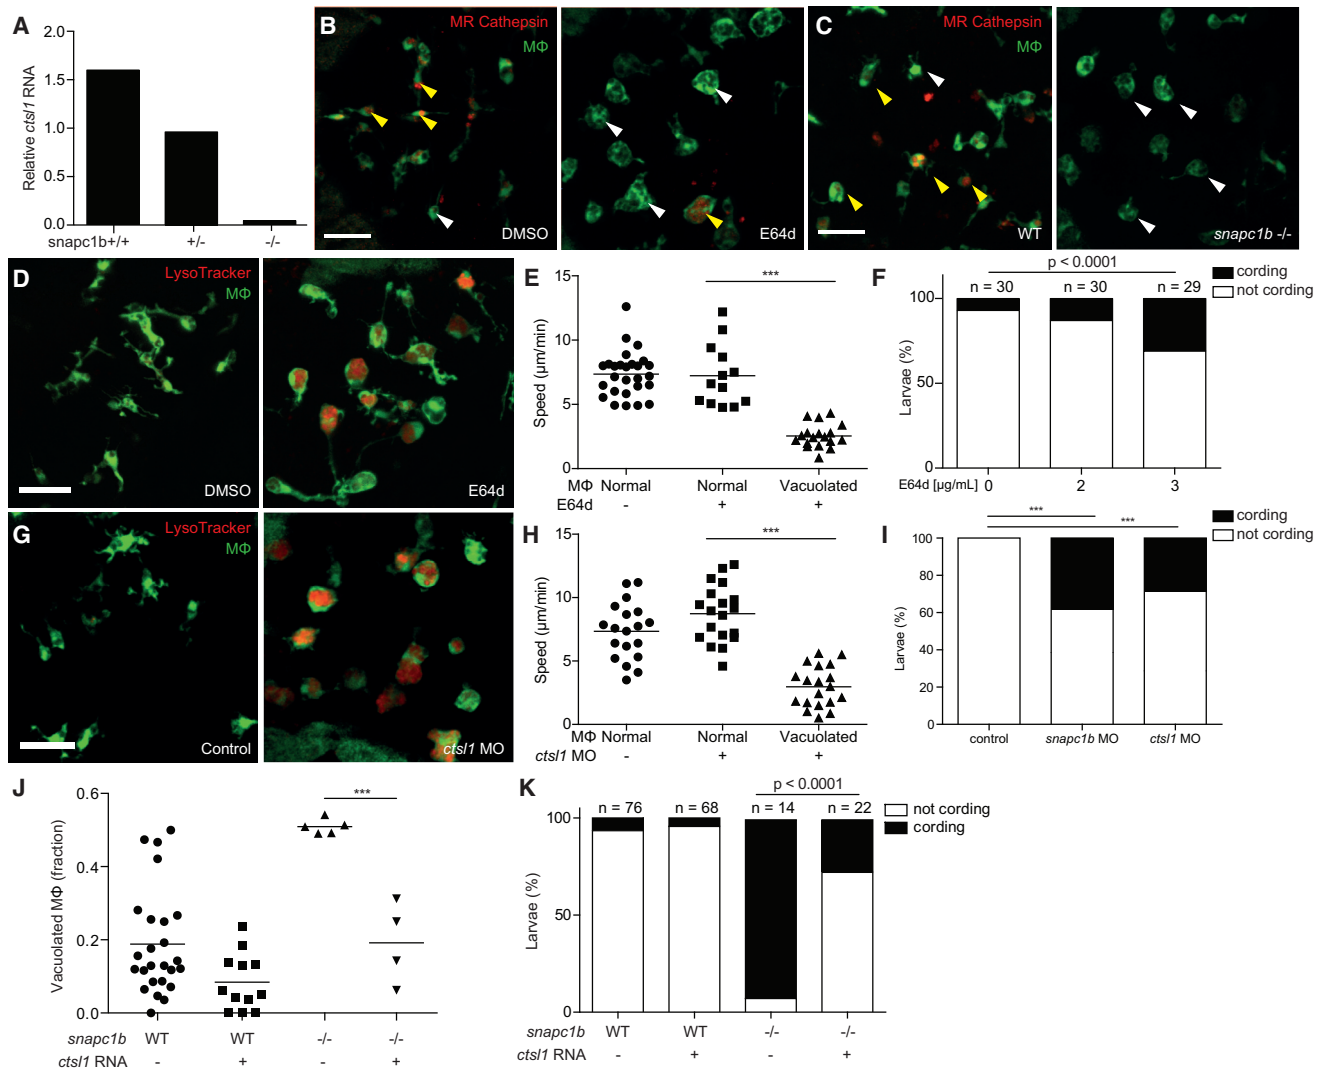 A
Relative ctsl1 RNA
2.0
1.5
1.0
0.5
0.0
snapc1b+/+ +/- -/-
B
MR Cathepsin
MΦ
DMSO
E64d
C
MR Cathepsin
MΦ
WT
snapc1b -/-
D
LysoTracker
MΦ
DMSO
E64d
E
Speed (µm/min)
15
10
5
0
***
MΦ Normal Normal Vacuolated
E64d - + +
F
p < 0.0001
n = 30 n = 30 n = 29
cording
not cording
Larvae (%)
100
50
0
E64d [µg/mL] 0 2 3
G
LysoTracker
MΦ
Control
ctsl1 MO
H
Speed (µm/min)
15
10
5
0
***
MΦ Normal Normal Vacuolated
ctsl1 MO - + +
I
*** ***
cording
not cording
Larvae (%)
100
80
60
40
20
0
control snapc1b MO ctsl1 MO
J
Vacuolated MΦ (fraction)
0.6
0.4
0.2
0.0
***
snapc1b WT WT -/- -/-
ctsl1 RNA - + - +
K
p < 0.0001
n = 76 n = 68 n = 14 n = 22
not cording
cording
Larvae (%)
100
50
0
snapc1b WT WT -/- -/-
ctsl1 RNA - + - +